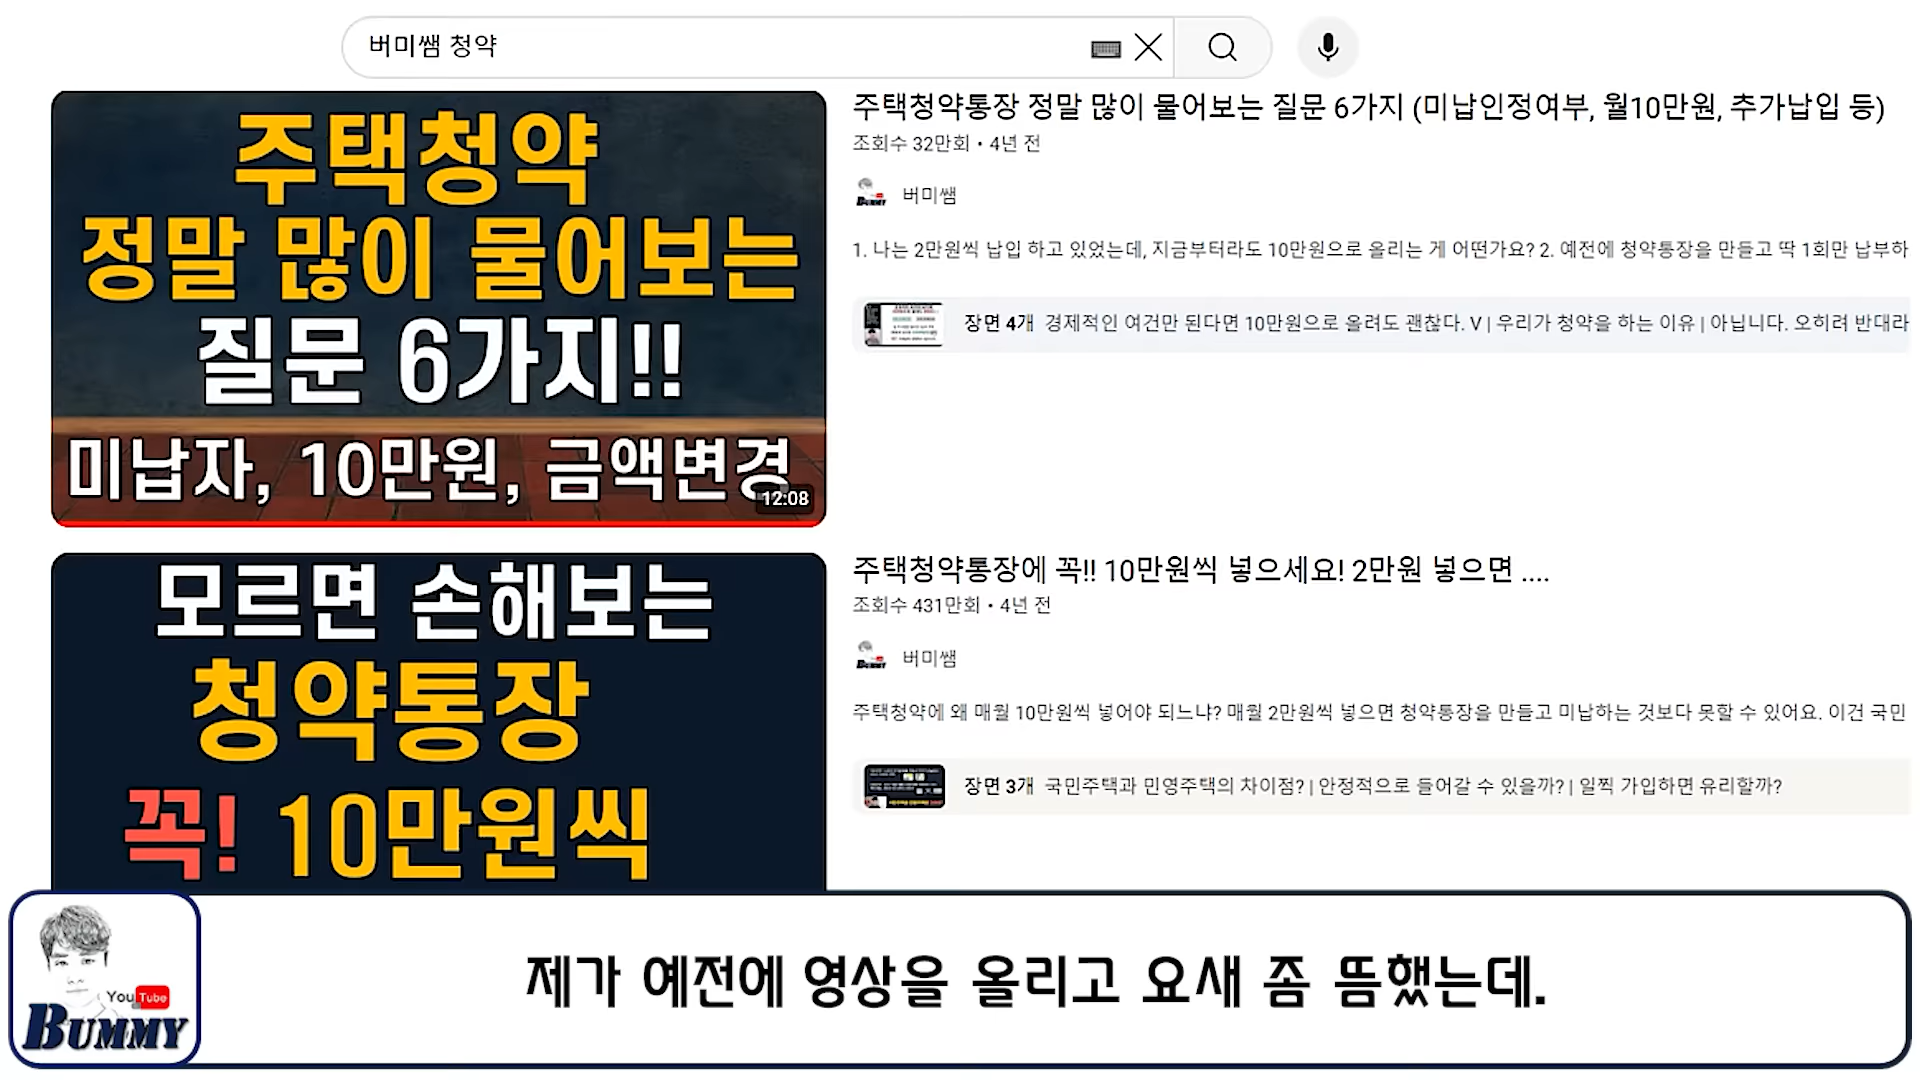 버미쌤 청약
주택청약
정말 많이 물어보는
질문 6가지!!
미납자, 10만원, 금액변경
12:08
주택청약통장 정말 많이 물어보는 질문 6가지 (미납인정여부, 월10만원, 추가납입 등)
조회수 32만회 • 4년 전
BUMMY
버미쌤
1. 나는 2만원씩 납입 하고 있었는데, 지금부터라도 10만원으로 올리는 게 어떤가요? 2. 예전에 청약통장을 만들고 딱 1회만 납부하
장면 4개 경제적인 여건만 된다면 10만원으로 올려도 괜찮다. V | 우리가 청약을 하는 이유 | 아닙니다. 오히려 반대라
모르면 손해보는
청약통장
꼭! 10만원씩
주택청약통장에 꼭!! 10만원씩 넣으세요! 2만원 넣으면 ....
조회수 431만회 • 4년 전
BUMMY
버미쌤
주택청약에 왜 매월 10만원씩 넣어야 되느냐? 매월 2만원씩 넣으면 청약통장을 만들고 미납하는 것보다 못할 수 있어요. 이건 국민
장면 3개 국민주택과 민영주택의 차이점? | 안정적으로 들어갈 수 있을까? | 일찍 가입하면 유리할까?
YouTube
BUMMY
제가 예전에 영상을 올리고 요새 좀 뜸했는데.